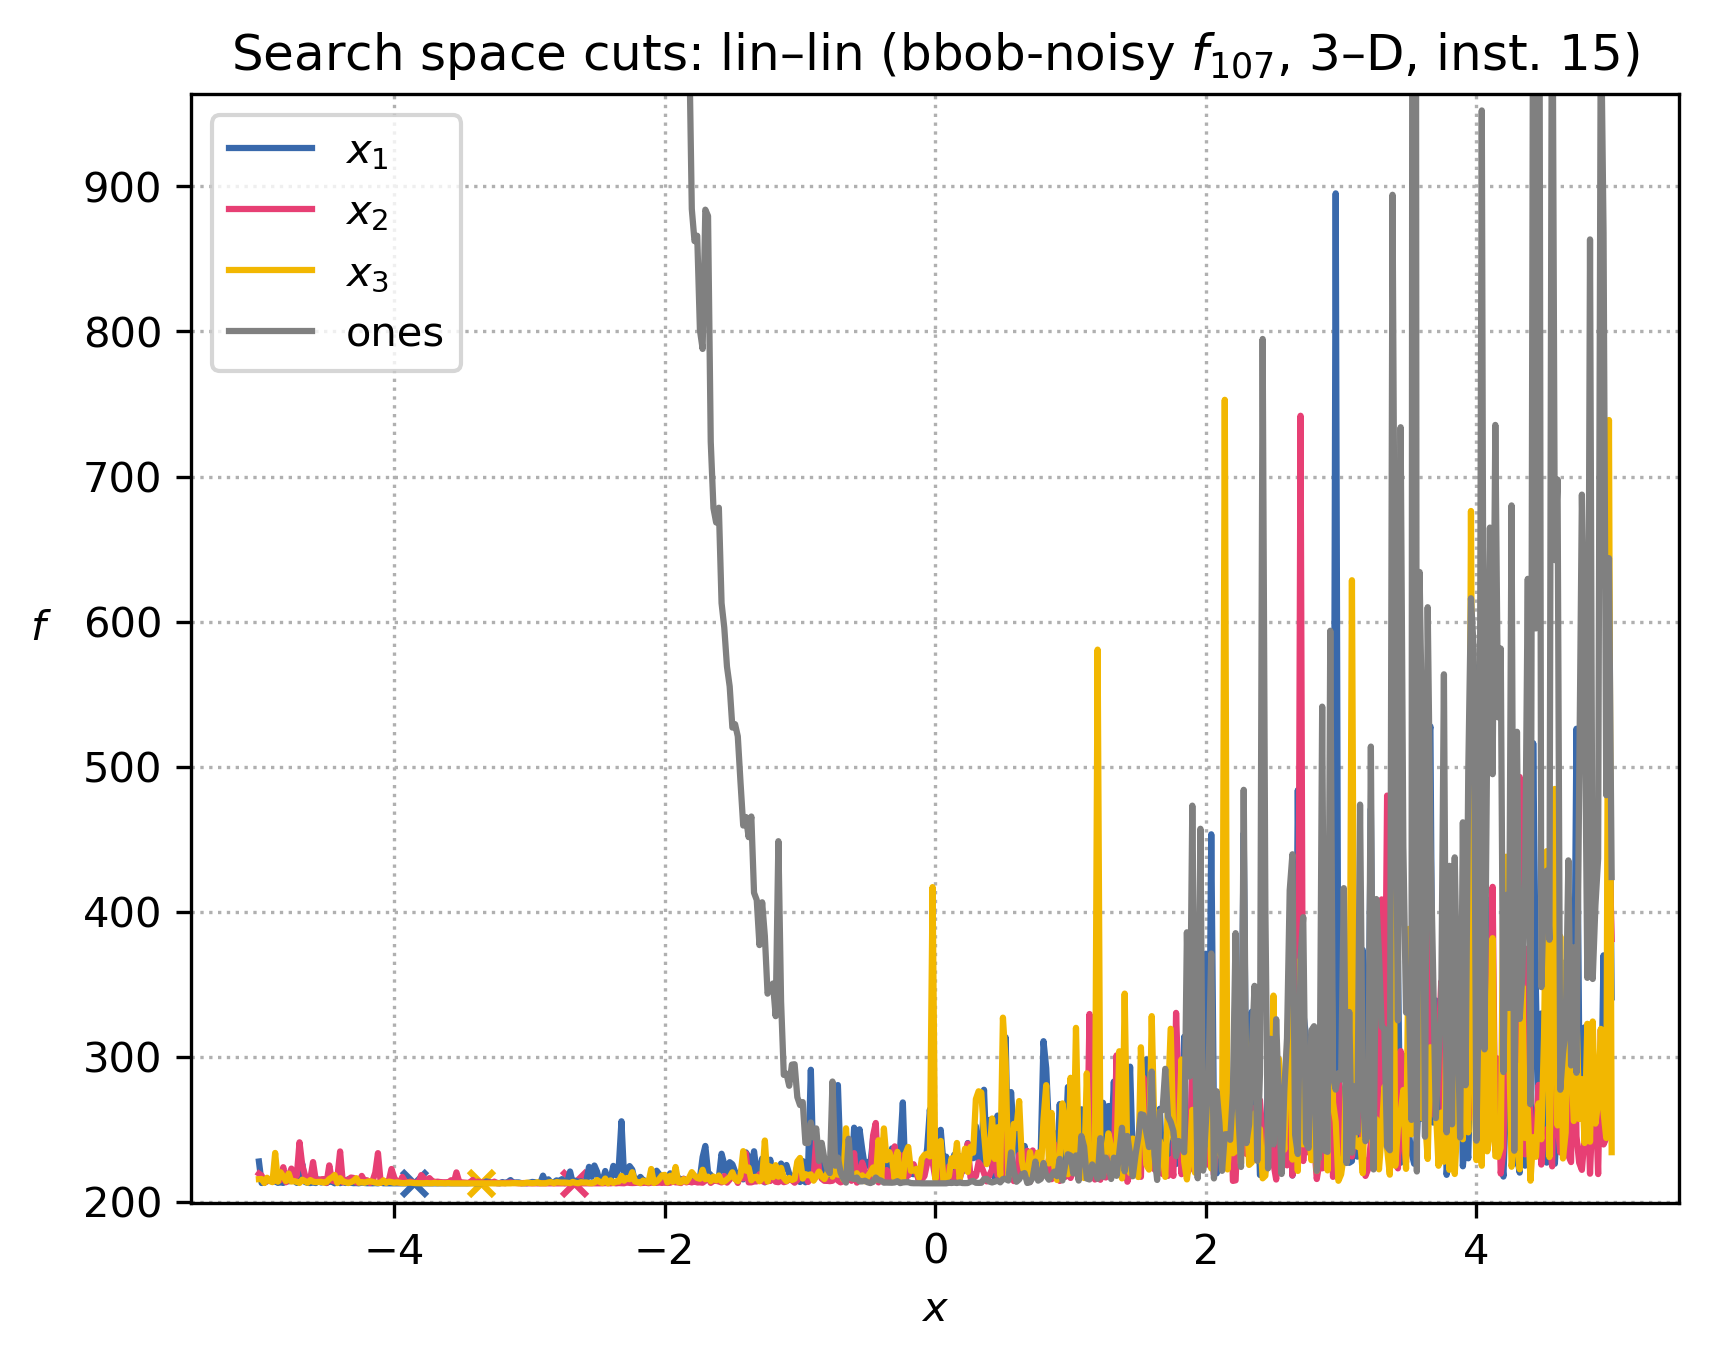 Search space cuts: lin–lin (bbob-noisy f107, 3–D, inst. 15)
x1
x2
x3
ones
900
800
700
600
500
400
300
200
f
−4
−2
0
2
4
x